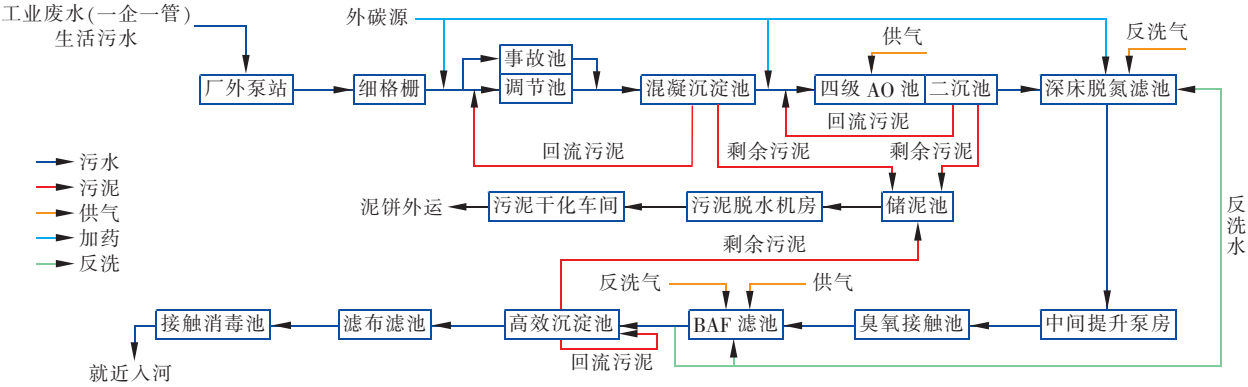 工业废水(一企一管)
生活污水
外碳源
供气
反洗气
厂外泵站
细格栅
事故池
调节池
混凝沉淀池
四级 AO 池
二沉池
深床脱氮滤池
回流污泥
回流污泥
剩余污泥
剩余污泥
污水
污泥
供气
加药
反洗
泥饼外运
污泥干化车间
污泥脱水机房
储泥池
反洗水
剩余污泥
反洗气
供气
接触消毒池
滤布滤池
高效沉淀池
BAF 滤池
臭氧接触池
中间提升泵房
回流污泥
就近入河